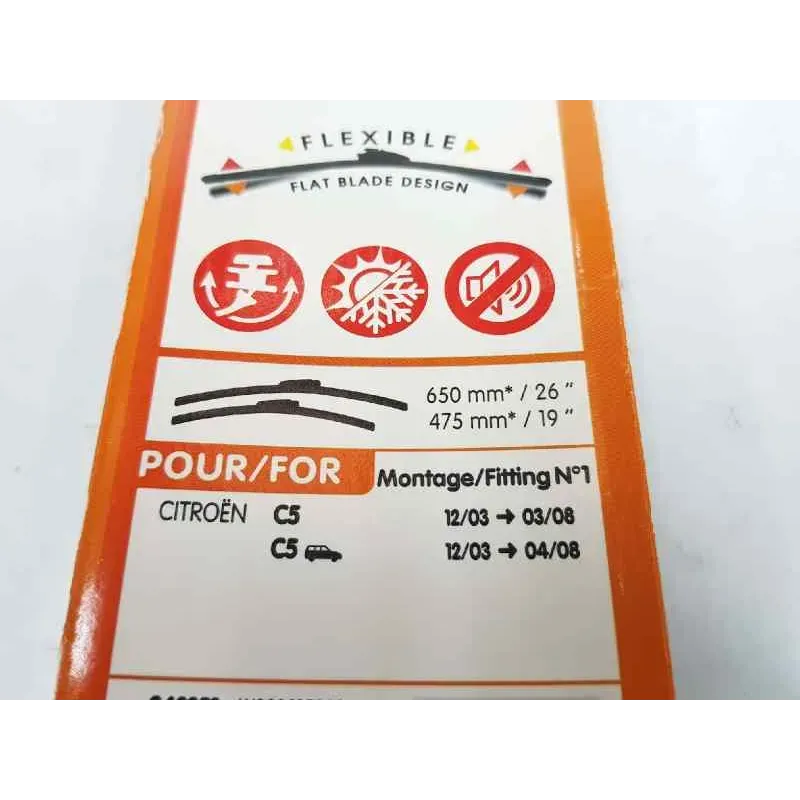 FLEXIBLE
FLAT BLADE DESIGN
650 mm* / 26 "
475 mm* / 19 "
POUR/FOR Montage/Fitting N°1
CITROËN C5 12/03 → 03/08
C5 12/03 → 04/08